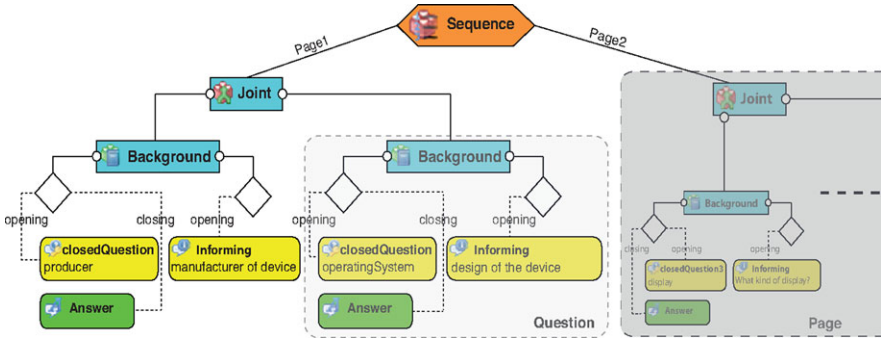 Sequence
Page1
Page2
Joint
Joint
Background
Background
Background
opening
closing
opening
opening
closing
opening
closing
opening
opening
closedQuestion
producer
Informing
manufacturer of device
closedQuestion
operatingSystem
Informing
design of the device
closedQuestion3
display
Informing
What kind of display?
Answer
Answer
Answer
Question
Page